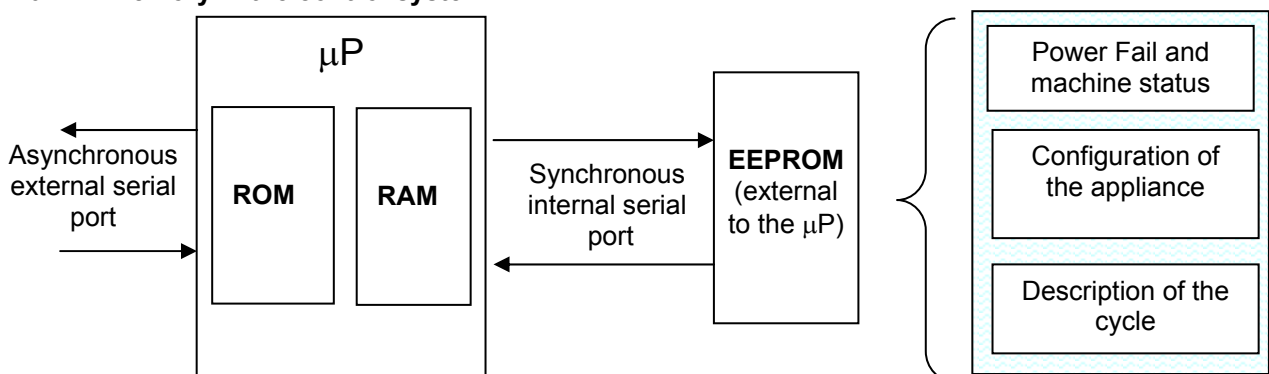 μP
ROM
RAM
Asynchronous
external serial
port
Synchronous
internal serial
port
EEPROM
(external
to the μP)
Power Fail and
machine status
Configuration of
the appliance
Description of the
cycle